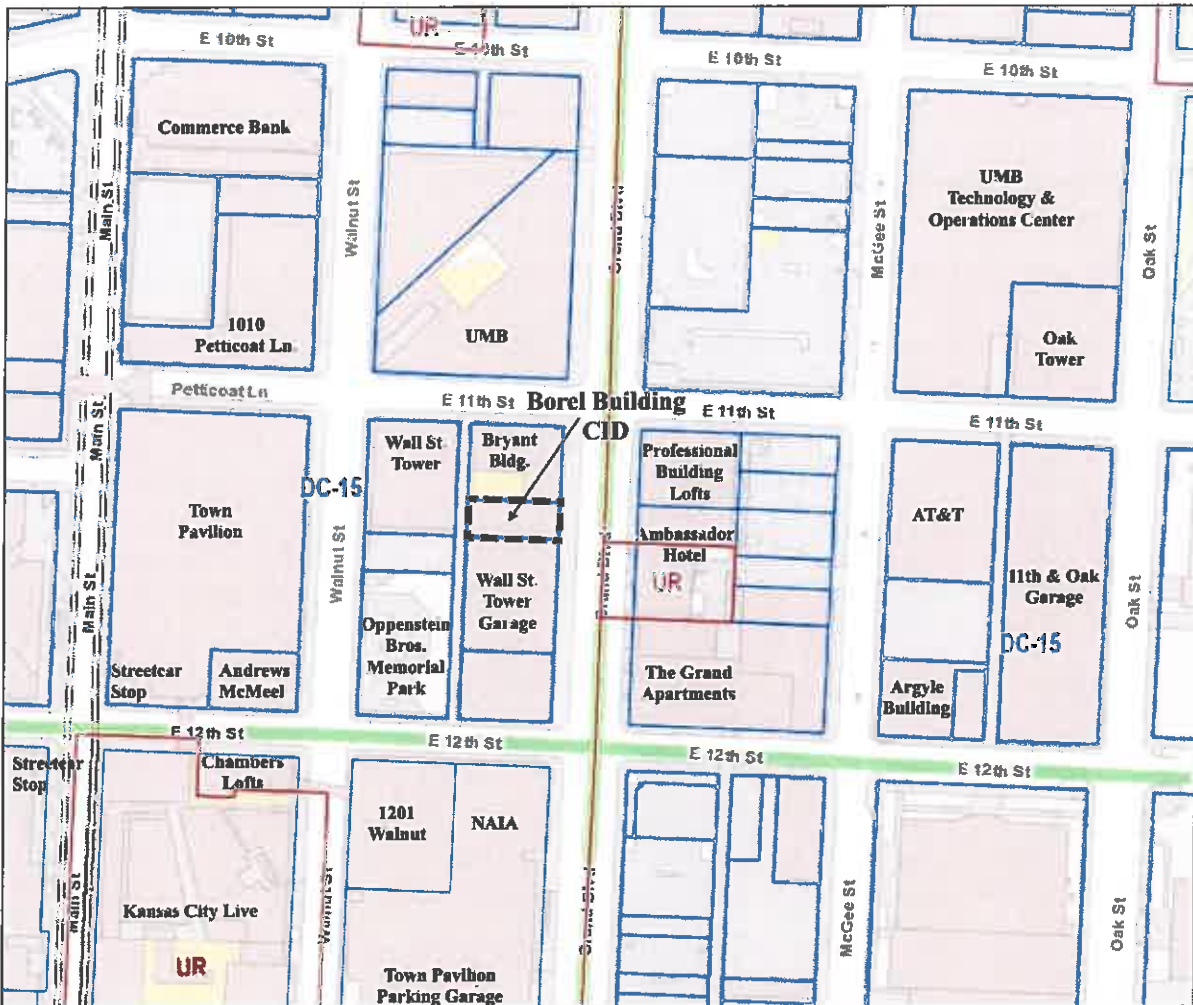 UR
E 10th St
E 10th St
E 10th St
E 10th St
Commerce Bank
UMB
Technology &
Operations Center
Main St
Walnut St
Grand Blvd
McGee St
Oak St
1010
Petticoat Ln
UMB
Oak
Tower
Petticoat Ln
E 11th St
Borel Building
CID
E 11th St
E 11th St
Main St
Wall St
Tower
Bryant
Bldg.
Professional
Building
Lofts
DC-15
Town
Pavilion
AT&T
Ambassador
Hotel
Walnut St
Grand Blvd
UR
Wall St.
Tower
Garage
11th & Oak
Garage
Main St
Oak St
DC-15
Oppenstein
Bros.
Memorial
Park
Streetcar
Stop
Andrews
McMeel
The Grand
Apartments
Argyle
Building
E 12th St
E 12th St
E 12th St
E 12th St
Streetcar
Stop
Chambers
Lofts
1201
Walnut
NAIA
Main St
Walnut St
Grand Blvd
McGee St
Oak St
Kansas City Live
UR
Town Pavilion
Parking Garage